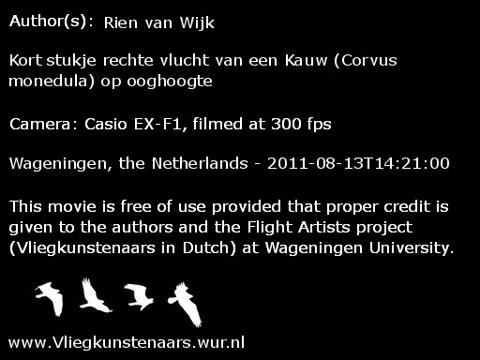 Author(s): Rien van Wijk
Kort stukje rechte vlucht van een Kauw (Corvus
monedula) op ooghoogte
Camera: Casio EX-F1, filmed at 300 fps
Wageningen, the Netherlands - 2011-08-13T14:21:00
This movie is free of use provided that proper credit is
given to the authors and the Flight Artists project
(Vliegkunstenaars in Dutch) at Wageningen University.
www.Vliegkunstenaars.wur.nl